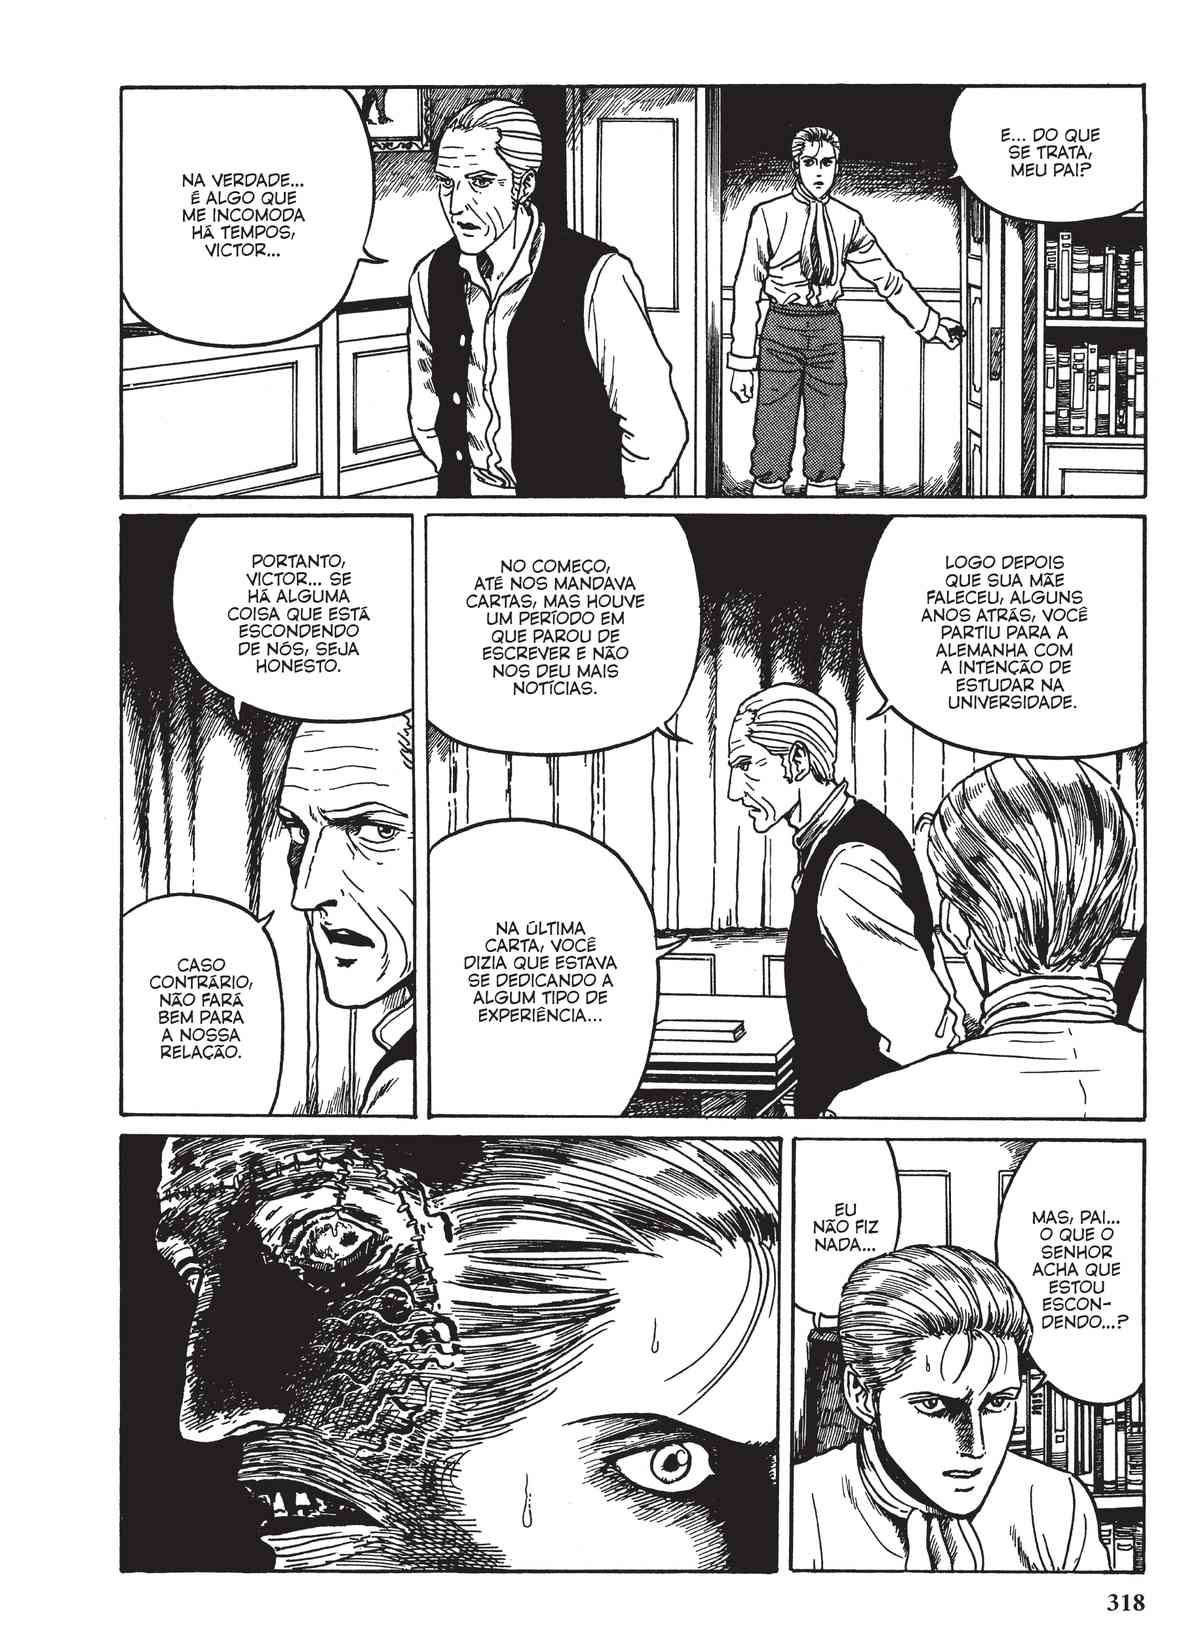 E... DO QUE
SE TRATA,
MEU PAI?
NA VERDADE...
É ALGO QUE
ME INCOMODA
HÁ TEMPOS,
VICTOR...
LOGO DEPOIS
QUE SUA MÃE
FALECEU, ALGUNS
ANOS ATRÁS, VOCÊ
PARTIU PARA A
ALEMANHA COM
A INTENÇÃO DE
ESTUDAR NA
UNIVERSIDADE.
NO COMEÇO,
ATÉ NOS MANDAVA
CARTAS, MAS HOUVE
UM PERÍODO EM
QUE PAROU DE
ESCREVER E NÃO
NOS DEU MAIS
NOTÍCIAS.
NA ÚLTIMA
CARTA, VOCÊ
DIZIA QUE ESTAVA
SE DEDICANDO A
ALGUM TIPO DE
EXPERIÊNCIA...
PORTANTO,
VICTOR... SE
HÁ ALGUMA
COISA QUE ESTÁ
ESCONDENDO
DE NÓS, SEJA
HONESTO.
CASO
CONTRÁRIO,
NÃO FARÁ
BEM PARA
A NOSSA
RELAÇÃO.
MAS, PAI...
O QUE O
SENHOR
ACHA QUE
ESTOU
ESCON-
DENDO...?
EU
NÃO FIZ
NADA...
318